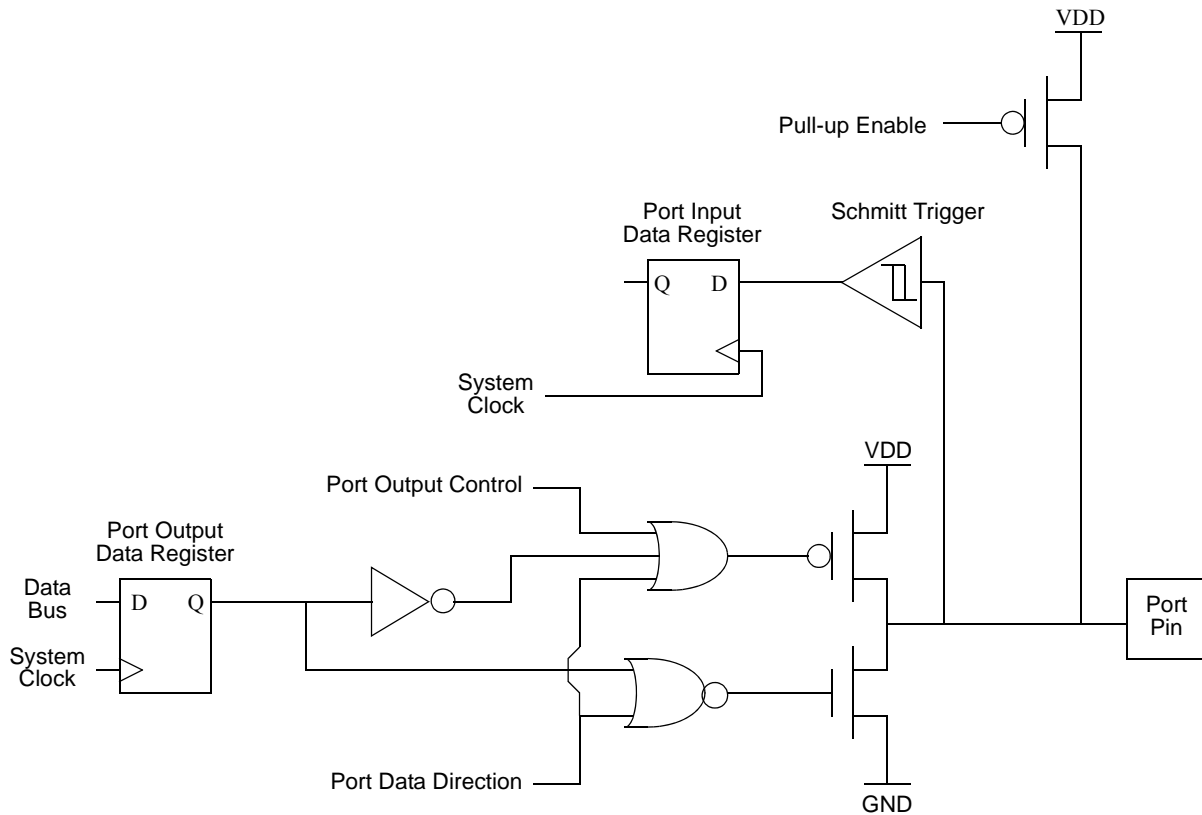 VDD
Pull-up Enable
Port Input
Data Register
Schmitt Trigger
Q D
System
Clock
VDD
Port Output Control
Port Output
Data Register
Data
Bus
D Q
System
Clock
Port
Pin
Port Data Direction
GND